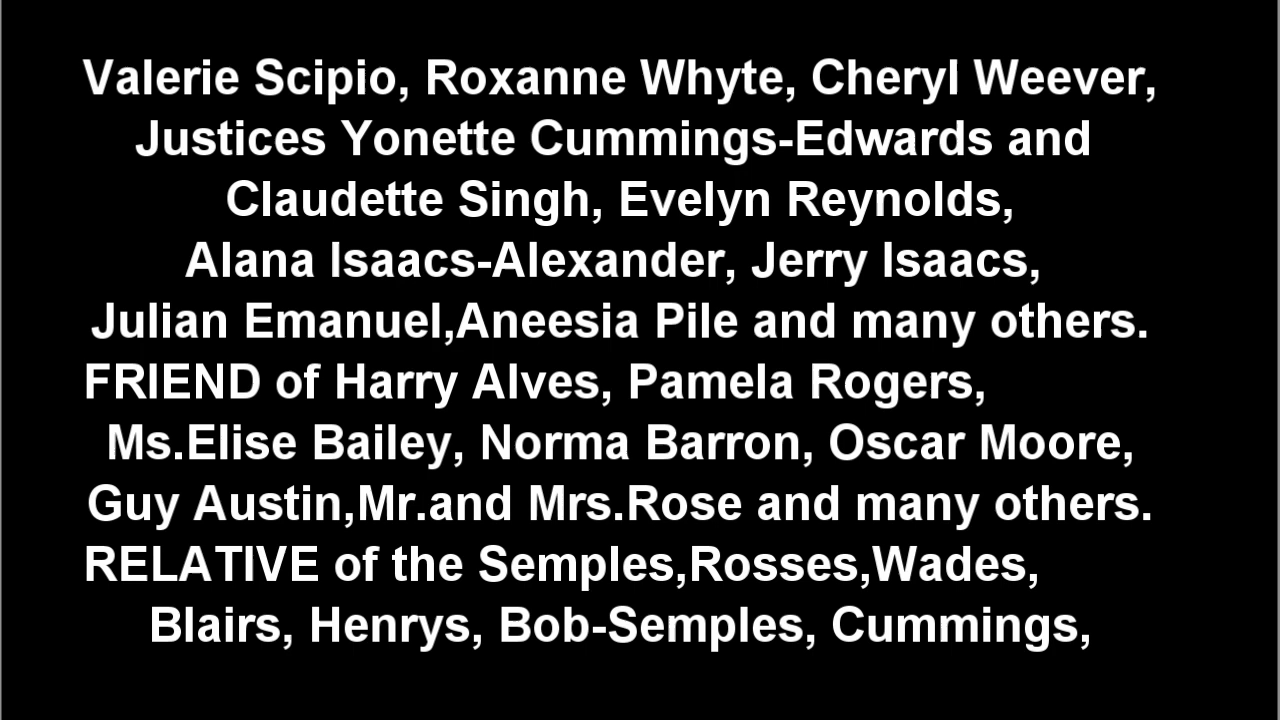 Valerie Scipio, Roxanne Whyte, Cheryl Weever,
Justices Yonette Cummings-Edwards and
Claudette Singh, Evelyn Reynolds,
Alana Isaacs-Alexander, Jerry Isaacs,
Julian Emanuel,Aneesia Pile and many others.
FRIEND of Harry Alves, Pamela Rogers,
Ms.Elise Bailey, Norma Barron, Oscar Moore,
Guy Austin,Mr.and Mrs.Rose and many others.
RELATIVE of the Semples,Rosses,Wades,
Blairs, Henrys, Bob-Semples, Cummings,